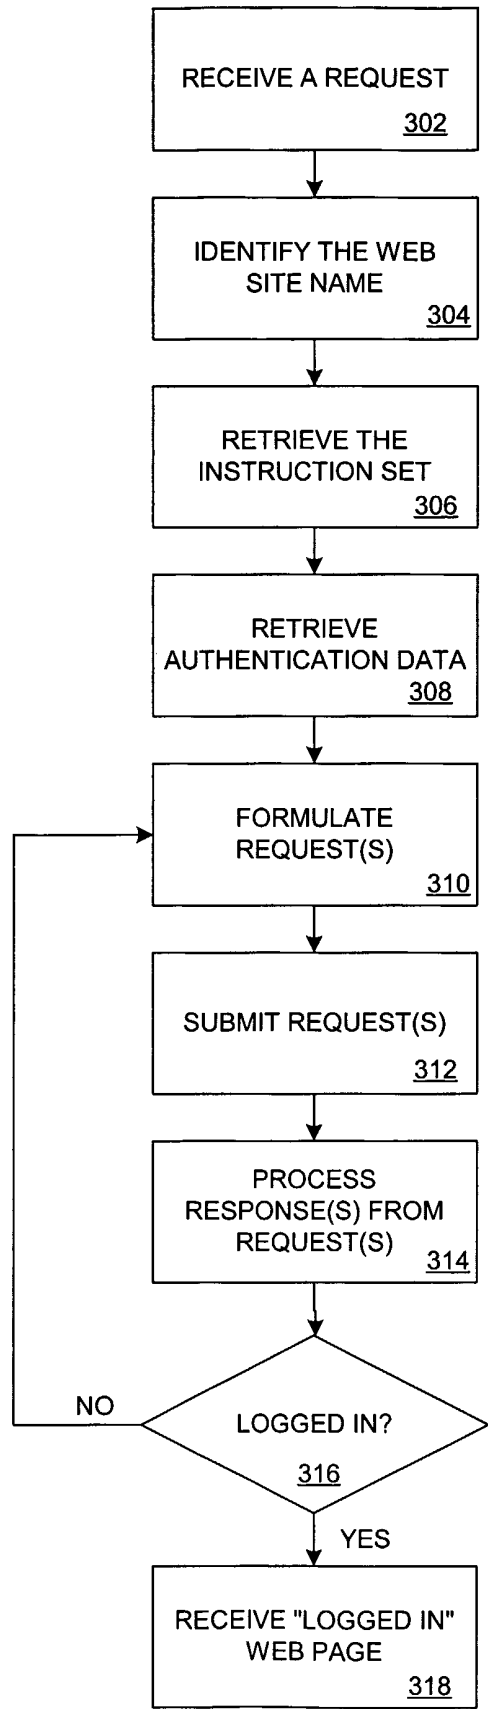 RECEIVE A REQUEST
302
IDENTIFY THE WEB
SITE NAME
304
RETRIEVE THE
INSTRUCTION SET
306
RETRIEVE
AUTHENTICATION DATA
308
FORMULATE
REQUEST(S)
310
SUBMIT REQUEST(S)
312
PROCESS
RESPONSE(S) FROM
REQUEST(S)
314
NO
LOGGED IN?
316
YES
RECEIVE "LOGGED IN"
WEB PAGE
318